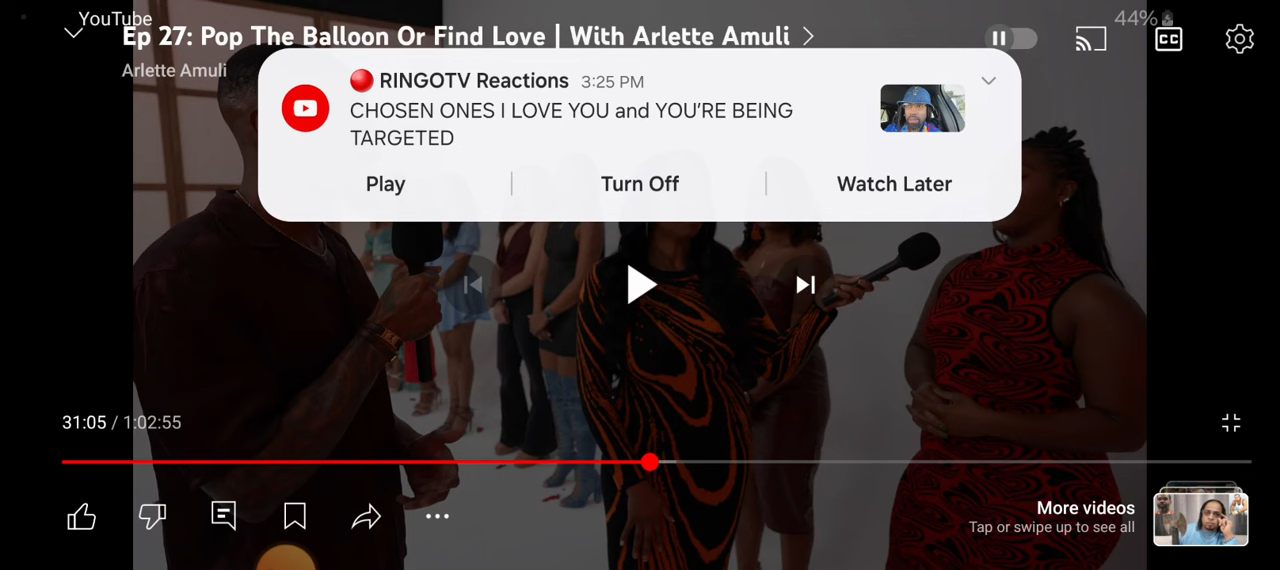 YouTube
44%
Ep 27: Pop The Balloon Or Find Love | With Arlette Amuli
CC
Arlette Amuli
RINGOTV Reactions 3:25 PM
CHOSEN ONES I LOVE YOU and YOU'RE BEING
TARGETED
Play
Turn Off
Watch Later
31:05 / 1:02:55
More videos
Tap or swipe up to see all